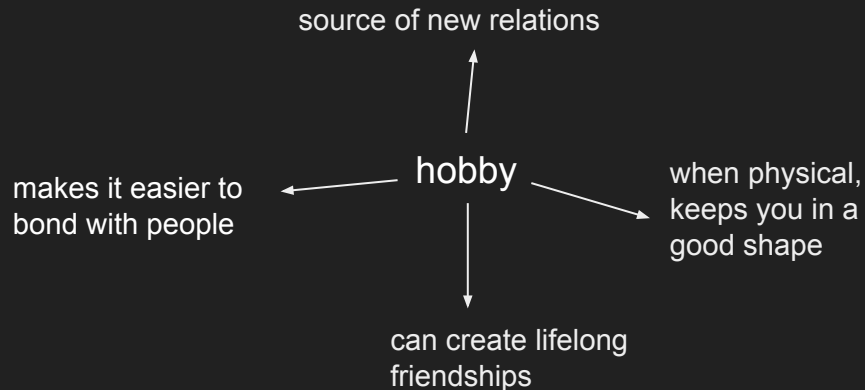 source of new relations
hobby
makes it easier to
bond with people
when physical,
keeps you in a
good shape
can create lifelong
friendships